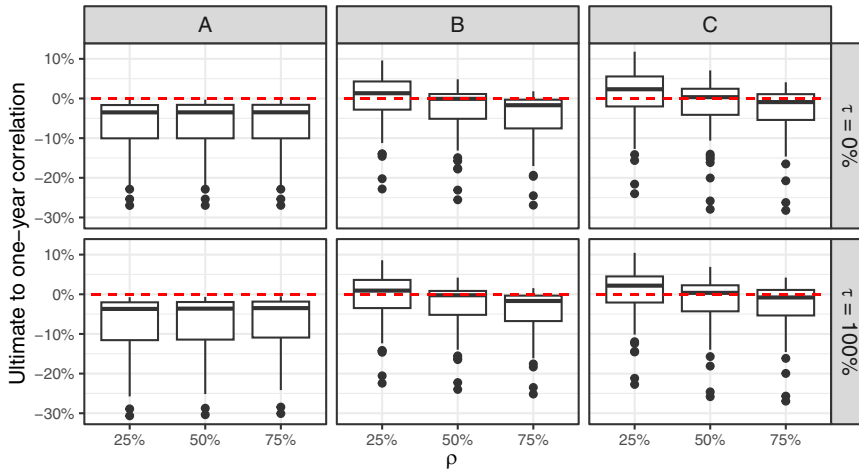 A B C
Ultimate to one−year correlation
10%
0%
−10%
−20%
−30%
τ = 0%
10%
0%
−10%
−20%
−30%
τ = 100%
25% 50% 75% 25% 50% 75% 25% 50% 75%
ρ